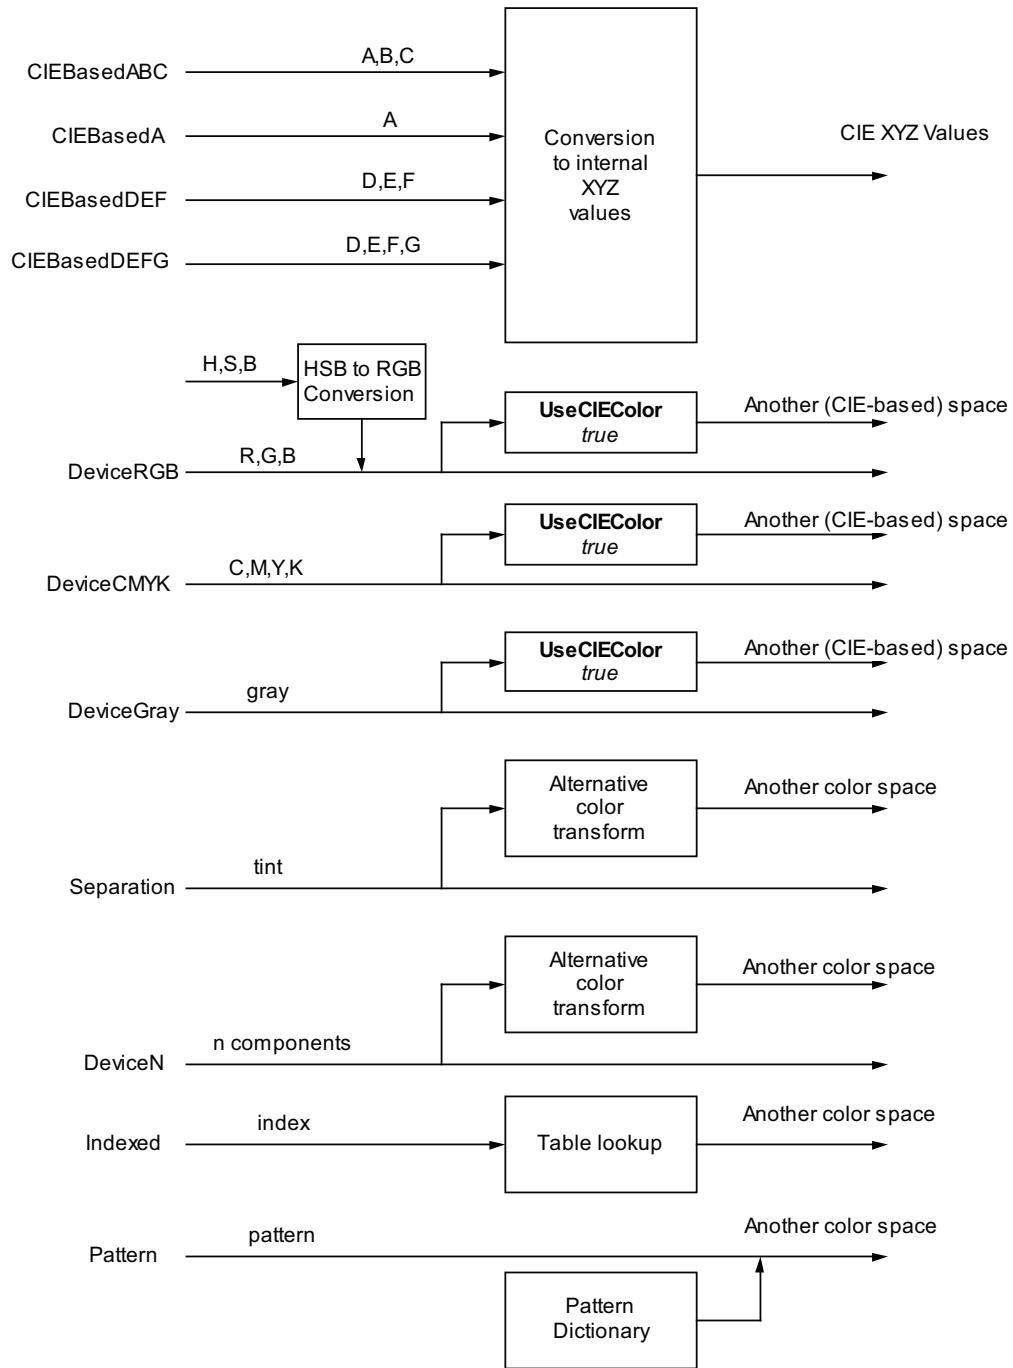 CIEBasedABC
A,B,C
CIEBasedA
A
CIEBasedDEF
D,E,F
CIEBasedDEFG
D,E,F,G
Conversion
to internal
XYZ
values
CIE XYZ Values
H,S,B
HSB to RGB
Conversion
DeviceRGB
R,G,B
UseCIEColor
true
Another (CIE-based) space
DeviceCMYK
C,M,Y,K
UseCIEColor
true
Another (CIE-based) space
DeviceGray
gray
UseCIEColor
true
Another (CIE-based) space
Separation
tint
Alternative
color
transform
Another color space
DeviceN
n components
Alternative
color
transform
Another color space
Indexed
index
Table lookup
Another color space
Pattern
pattern
Another color space
Pattern
Dictionary